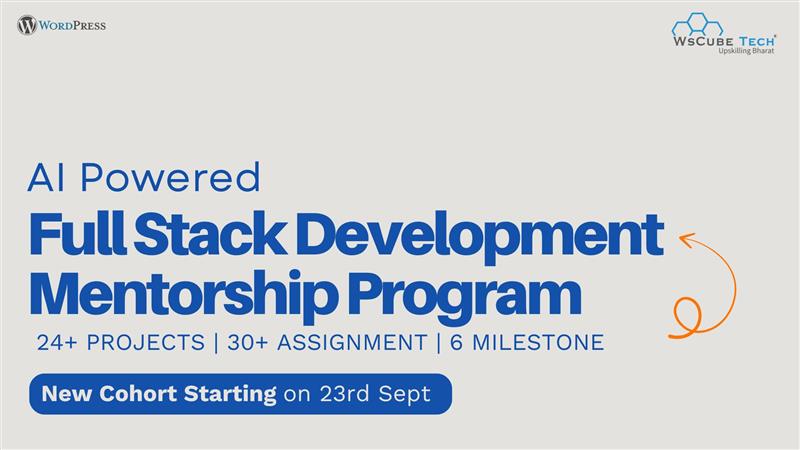 WORDPRESS
WSCUBE TECH
Upskilling Bharat
AI Powered
Full Stack Development
Mentorship Program
24+ PROJECTS | 30+ ASSIGNMENT | 6 MILESTONE
New Cohort Starting on 23rd Sept